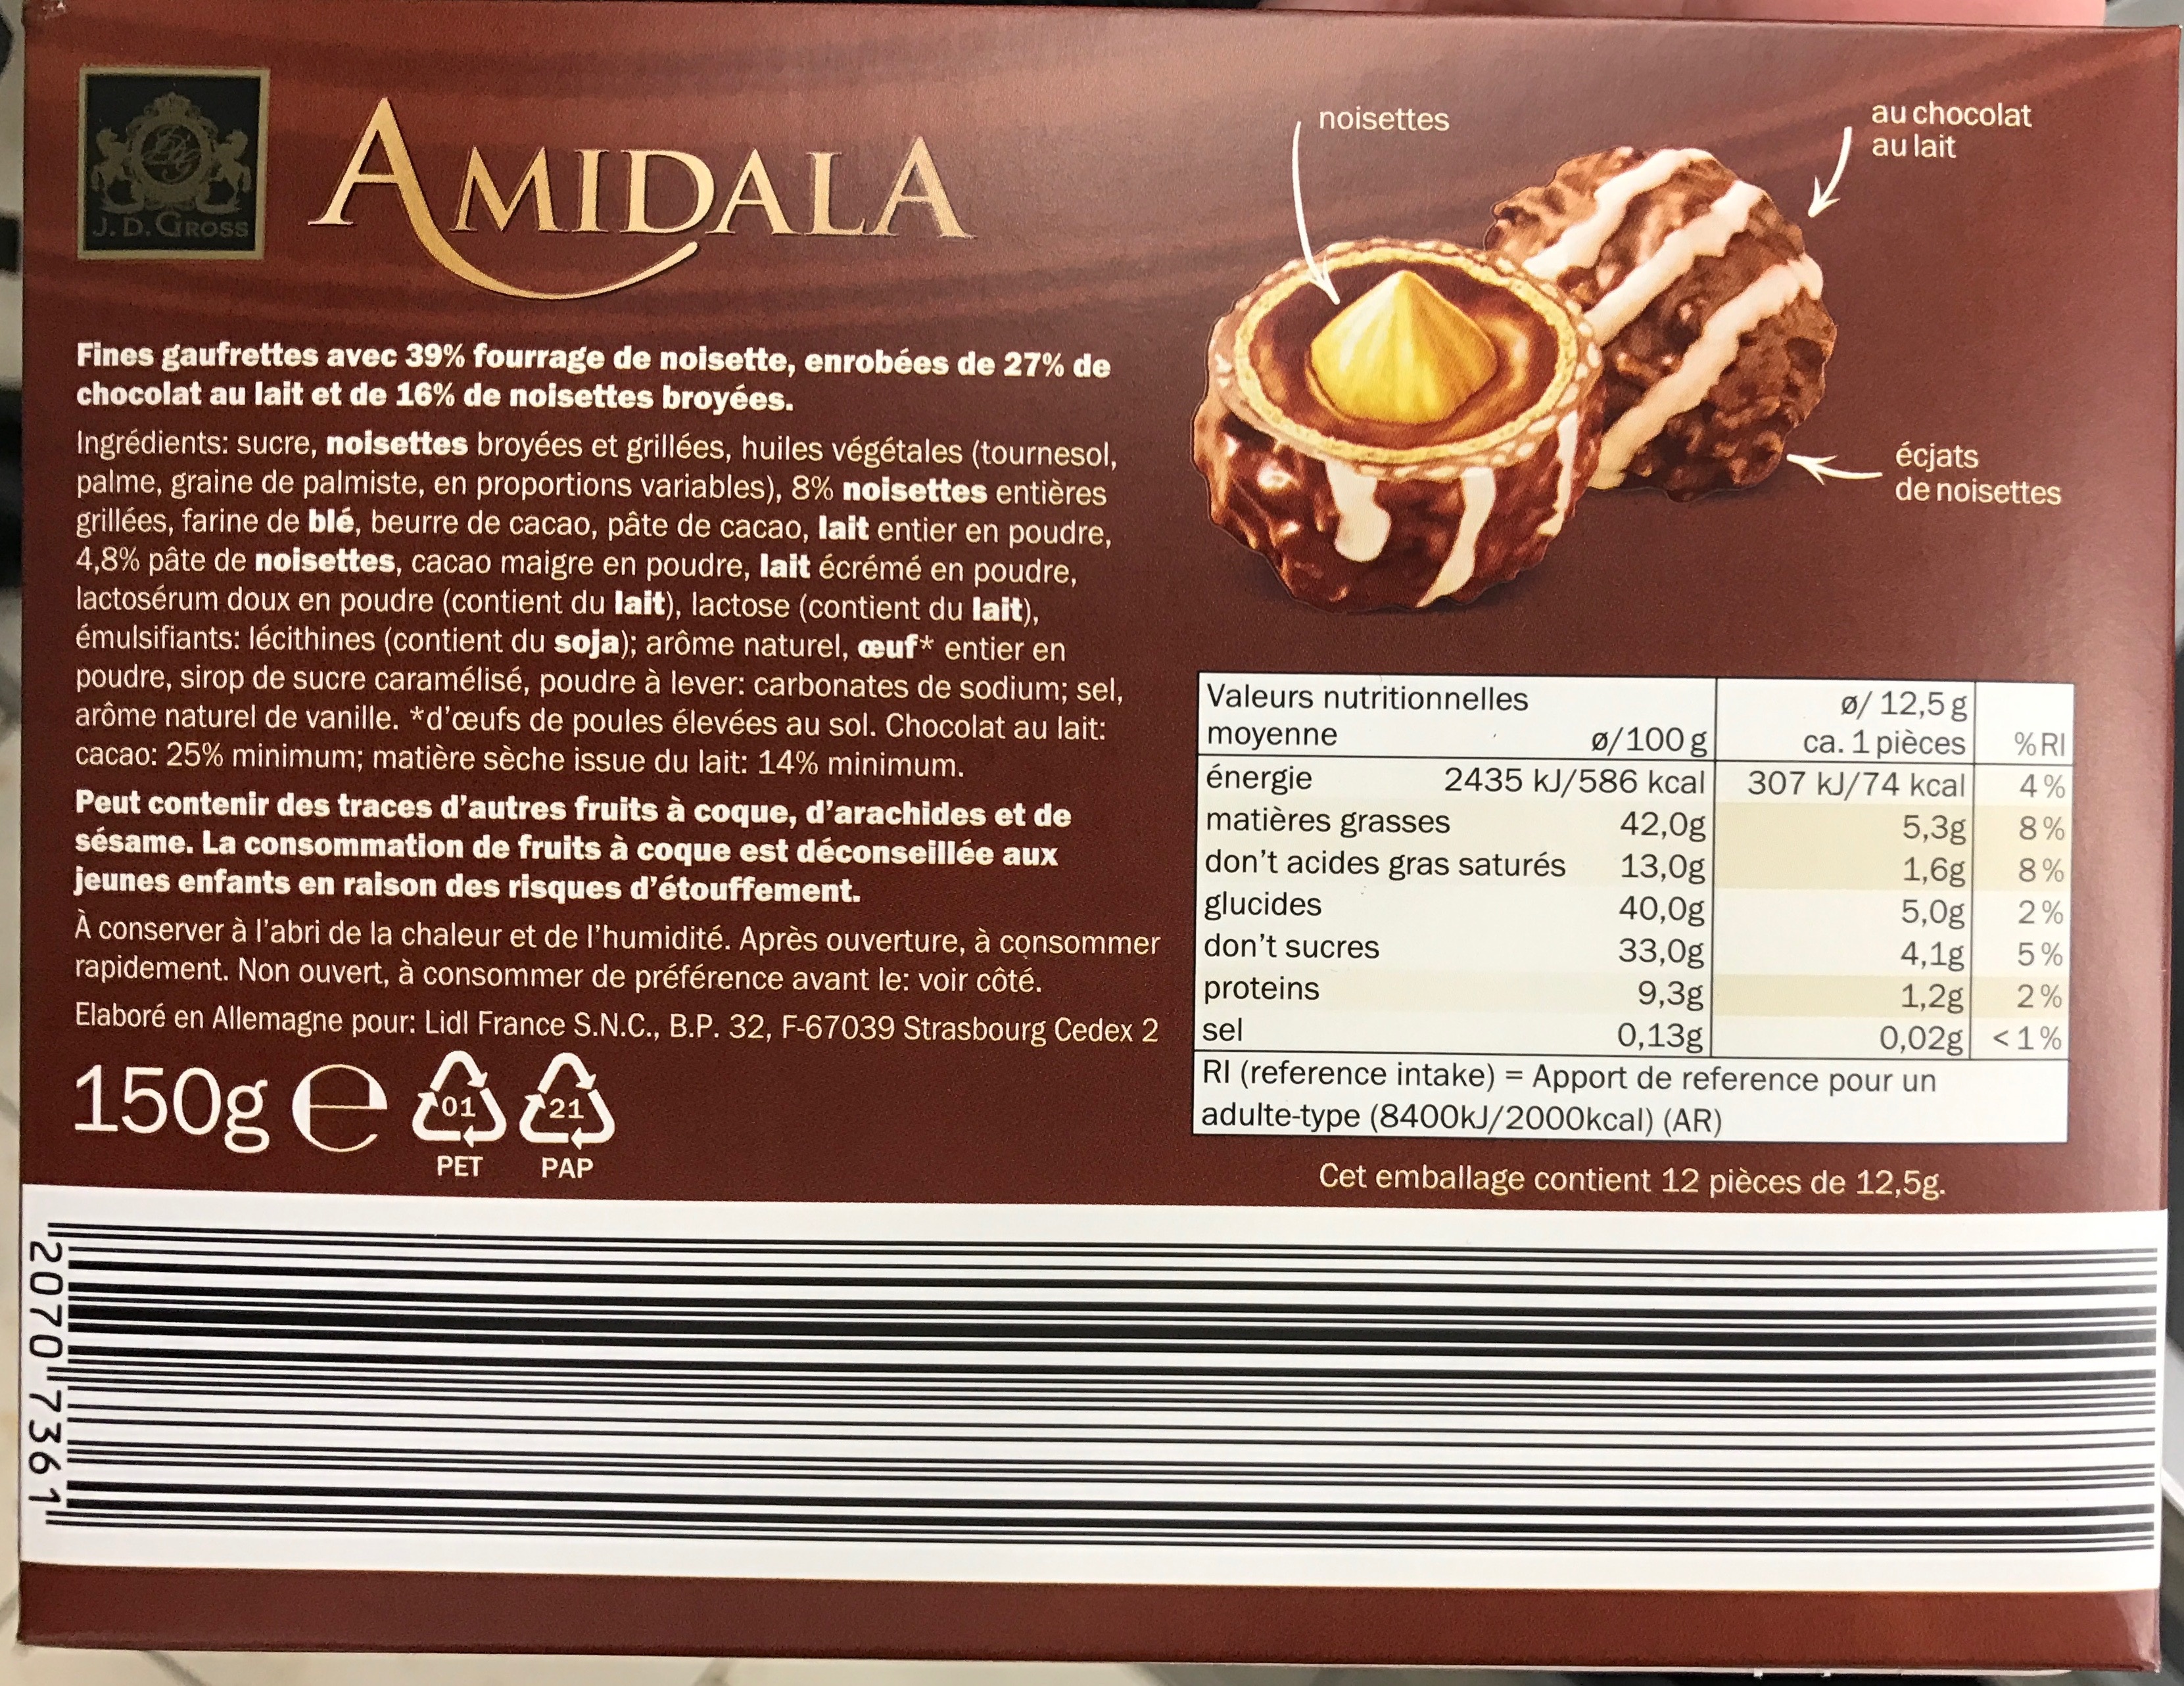 J. D. GROSS
AMIDALA
Fines gaufrettes avec 39% fourrage de noisette, enrobées de 27% de
chocolat au lait et de 16% de noisettes broyées.
Ingrédients: sucre, noisettes broyées et grillées, huiles végétales (tournesol,
palme, graine de palmiste, en proportions variables), 8% noisettes entières
grillées, farine de blé, beurre de cacao, pâte de cacao, lait entier en poudre,
4,8% pâte de noisettes, cacao maigre en poudre, lait écrémé en poudre,
lactosérum doux en poudre (contient du lait), lactose (contient du lait),
émulsifiants: lécithines (contient du soja); arôme naturel, œuf* entier en
poudre, sirop de sucre caramélisé, poudre à lever: carbonates de sodium; sel,
arôme naturel de vanille. *d'œufs de poules élevées au sol. Chocolat au lait:
cacao: 25% minimum; matière sèche issue du lait: 14% minimum.
Peut contenir des traces d'autres fruits à coque, d'arachides et de
sésame. La consommation de fruits à coque est déconseillée aux
jeunes enfants en raison des risques d'étouffement.
À conserver à l'abri de la chaleur et de l'humidité. Après ouverture, à consommer
rapidement. Non ouvert, à consommer de préférence avant le: voir côté.
Elaboré en Allemagne pour: Lidl France S.N.C., B.P. 32, F-67039 Strasbourg Cedex 2
150g e 01 21
PET PAP
noisettes
au chocolat
au lait
écjats
de noisettes
Valeurs nutritionnelles ø/ 12,5g
moyenne ø/100g ca. 1 pièces %RI
énergie 2435 kJ/586 kcal 307 kJ/74 kcal 4%
matières grasses 42,0g 5,3g 8%
don't acides gras saturés 13,0g 1,6g 8%
glucides 40,0g 5,0g 2%
don't sucres 33,0g 4,1g 5%
proteins 9,3g 1,2g 2%
sel 0,13g 0,02g <1%
RI (reference intake) = Apport de reference pour un
adulte-type (8400kJ/2000kcal) (AR)
Cet emballage contient 12 pièces de 12,5g.
2070 7361